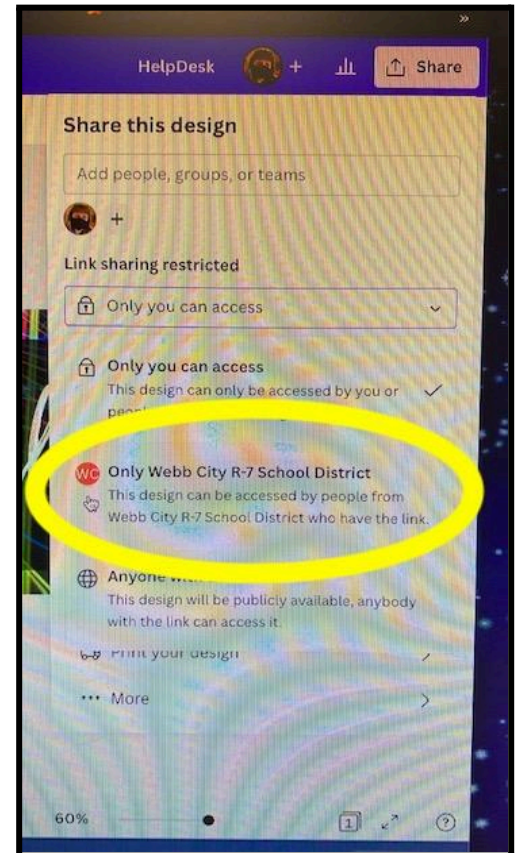 »
HelpDesk + Share
Share this design
Add people, groups, or teams
+
Link sharing restricted
Only you can access
Only you can access
This design can only be accessed by you or
WC Only Webb City R-7 School District
This design can be accessed by people from
Webb City R-7 School District who have the link.
Anyone
This design will be publicly available, anybody
with the link can access it.
Print your design
••• More
60% 1 ?